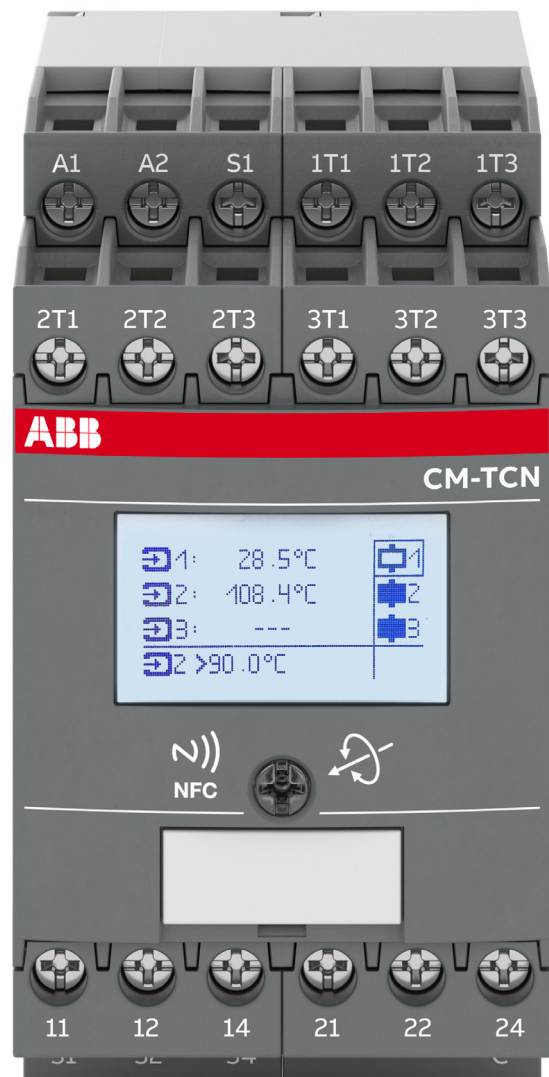 A1 A2 S1 1T1 1T2 1T3
2T1 2T2 2T3 3T1 3T2 3T3
ABB
CM-TCN
1: 28.5°C 1
2: 108.4°C 2
3: --- 3
2 >90.0°C
NFC
11 12 14 21 22 24